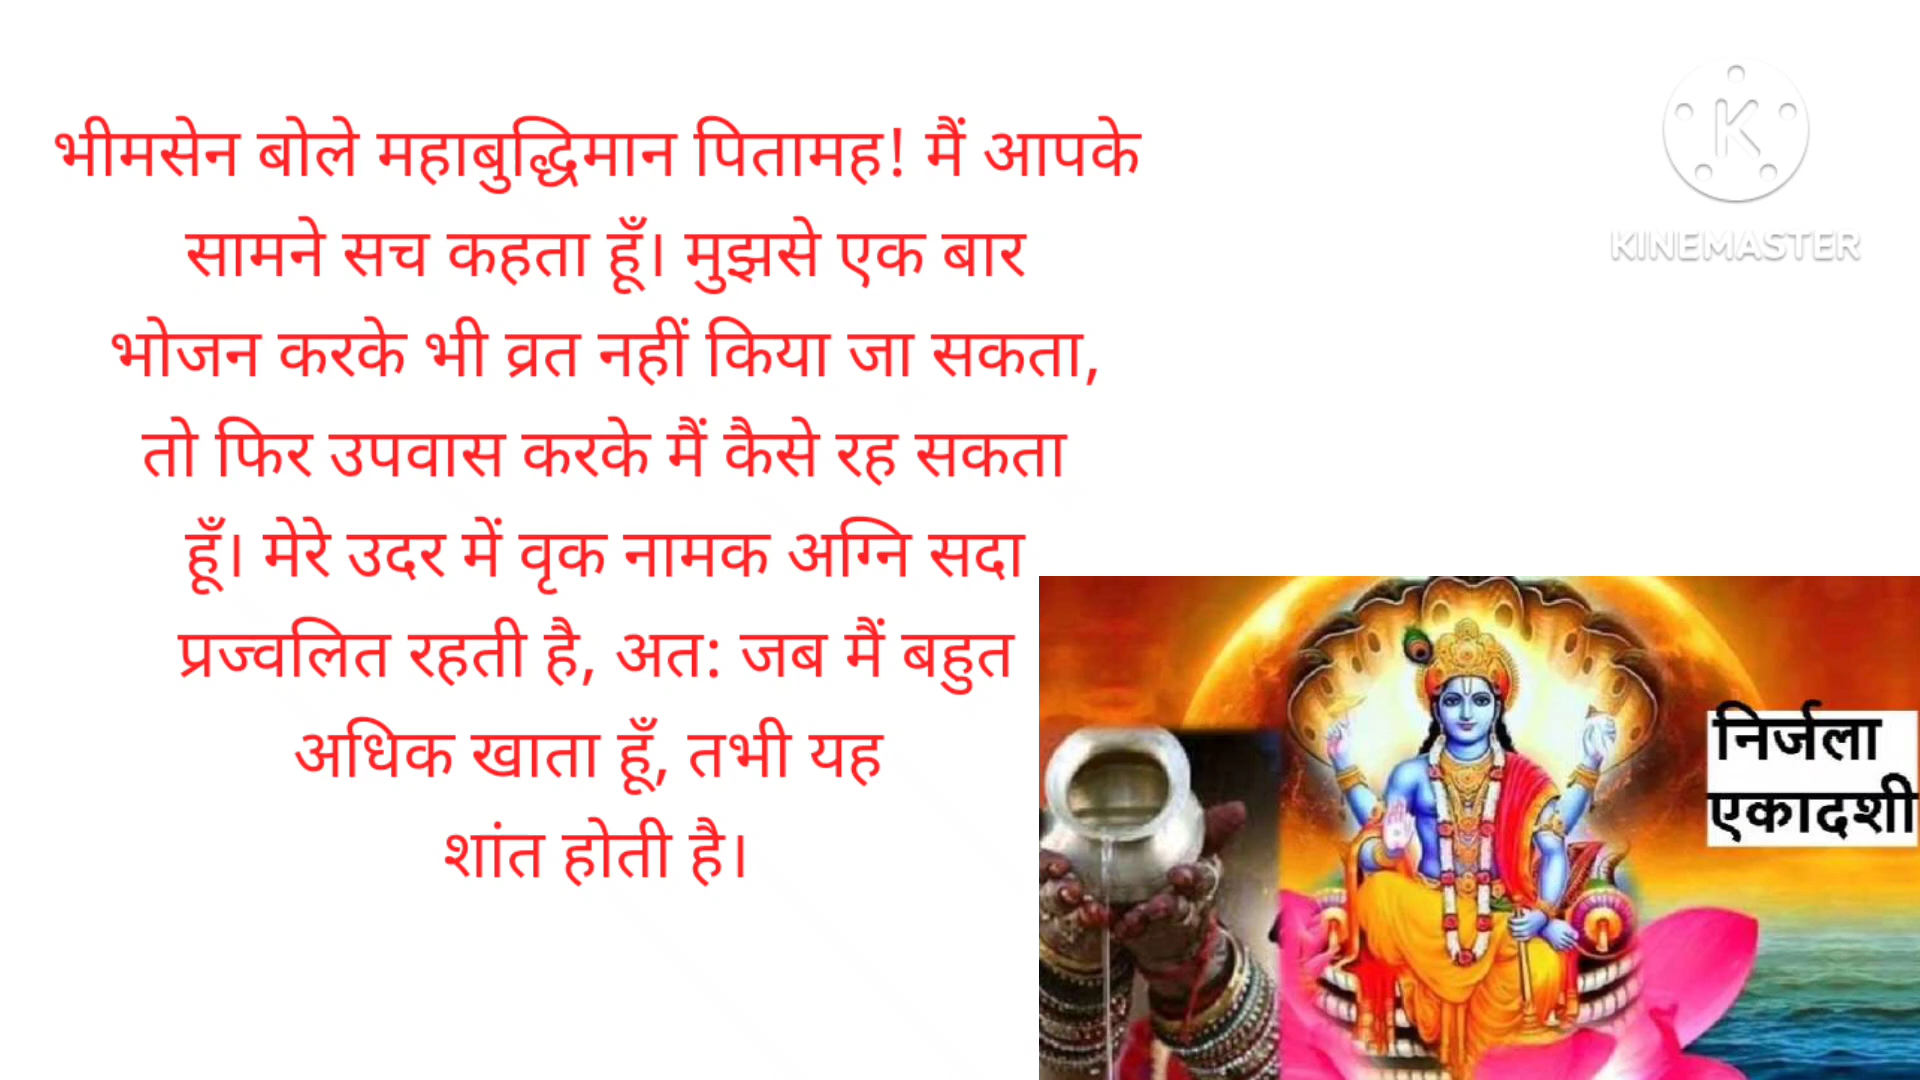 भीमसेन बोले महाबुद्धिमान पितामह! मैं आपके
सामने सच कहता हूँ। मुझसे एक बार
भोजन करके भी व्रत नहीं किया जा सकता,
तो फिर उपवास करके मैं कैसे रह सकता
हूँ। मेरे उदर में वृक नामक अग्नि सदा
प्रज्वलित रहती है, अत: जब मैं बहुत
अधिक खाता हूँ, तभी यह
शांत होती है।
K
KINEMASTER
निर्जला
एकादशी